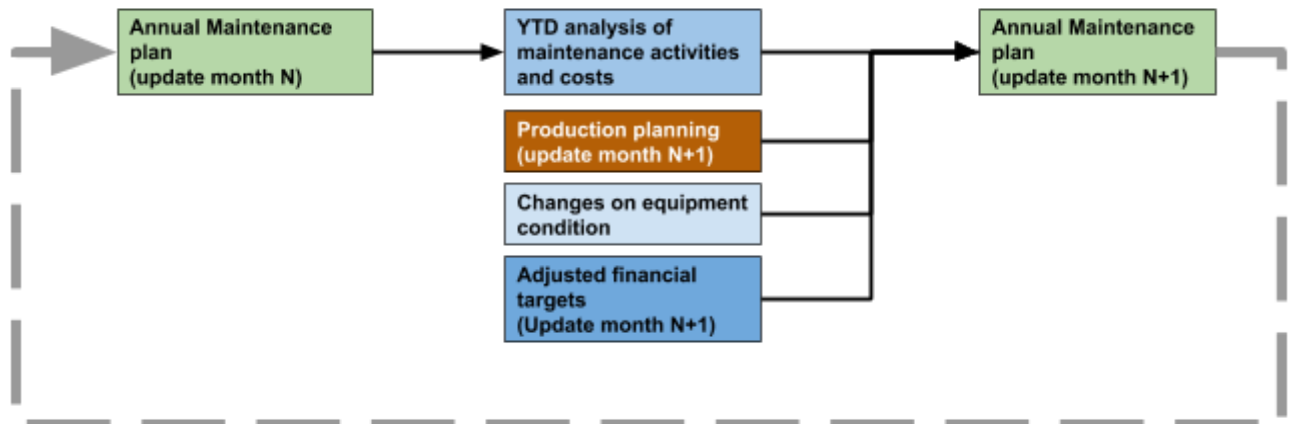 Annual Maintenance
plan
(update month N)
YTD analysis of
maintenance activities
and costs
Production planning
(update month N+1)
Changes on equipment
condition
Adjusted financial
targets
(Update month N+1)
Annual Maintenance
plan
(update month N+1)